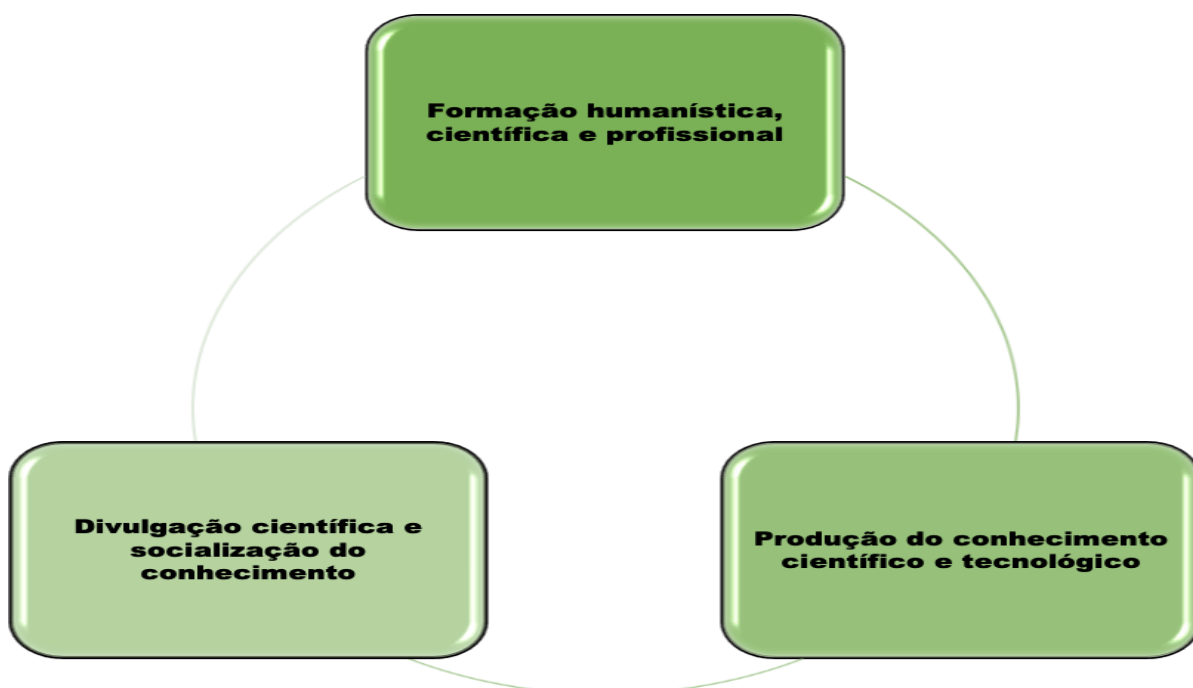 Formação humanística,
científica e profissional
Divulgação científica e
socialização do
conhecimento
Produção do conhecimento
científico e tecnológico